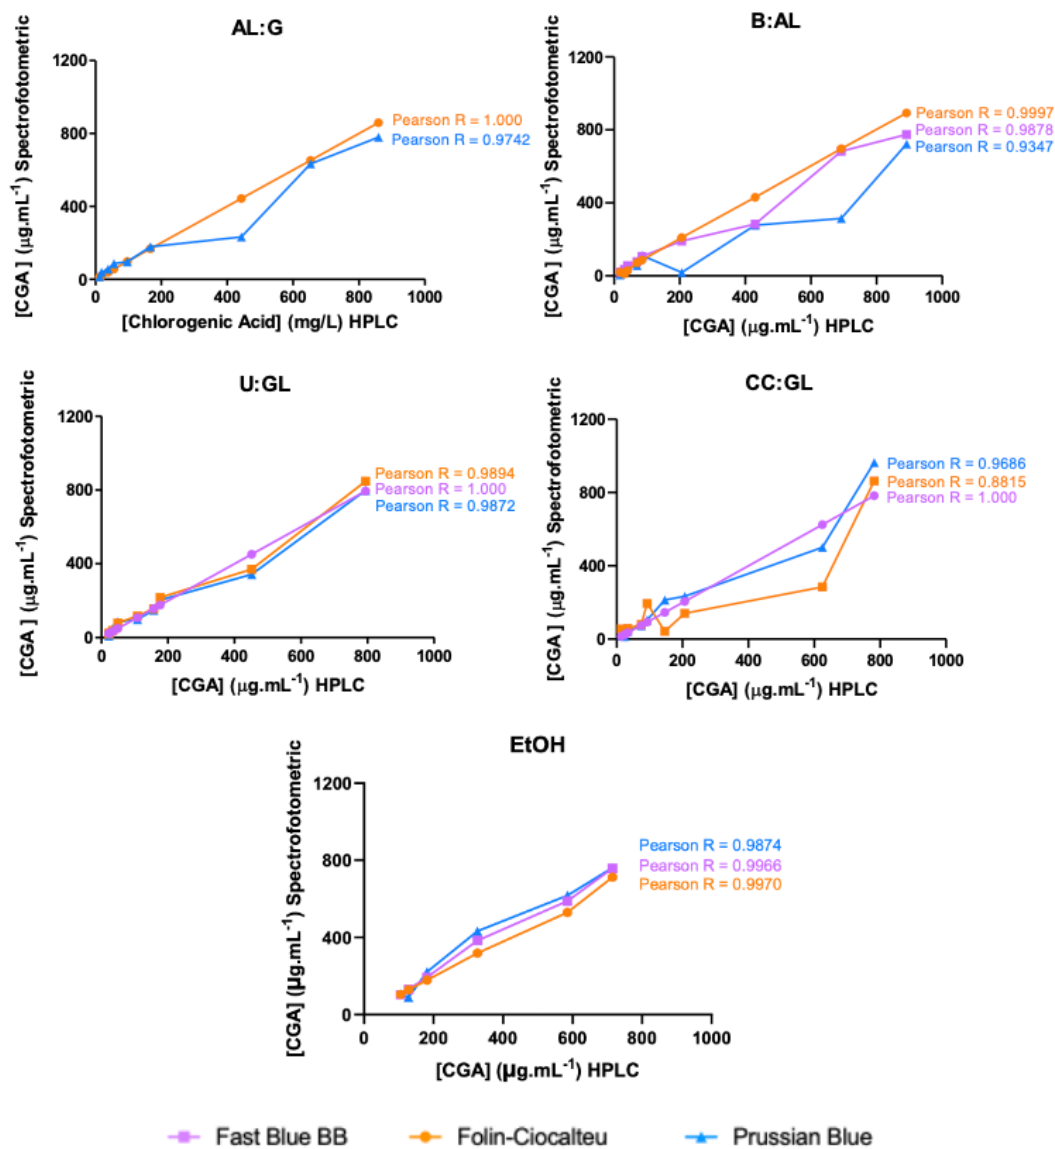 AL:G
[CGA ] (μg.mL⁻¹) Spectrofotometric
1200
800
400
0
0 200 400 600 800 1000
[Chlorogenic Acid] (mg/L) HPLC
Pearson R = 1.000
Pearson R = 0.9742
B:AL
[CGA ] (μg.mL⁻¹) Spectrofotometric
1200
800
400
0
0 200 400 600 800 1000
[CGA] (μg.mL⁻¹) HPLC
Pearson R = 0.9997
Pearson R = 0.9878
Pearson R = 0.9347
U:GL
[CGA ] (μg.mL⁻¹) Spectrofotometric
1200
800
400
0
0 200 400 600 800 1000
[CGA] (μg.mL⁻¹) HPLC
Pearson R = 0.9894
Pearson R = 1.000
Pearson R = 0.9872
CC:GL
[CGA ] (μg.mL⁻¹) Spectrofotometric
1200
800
400
0
0 200 400 600 800 1000
[CGA] (μg.mL⁻¹) HPLC
Pearson R = 0.9686
Pearson R = 0.8815
Pearson R = 1.000
EtOH
[CGA] (μg.mL⁻¹) Spectrofotometric
1200
800
400
0
0 200 400 600 800 1000
[CGA] (μg.mL⁻¹) HPLC
Pearson R = 0.9874
Pearson R = 0.9966
Pearson R = 0.9970
Fast Blue BB Folin-Ciocalteu Prussian Blue